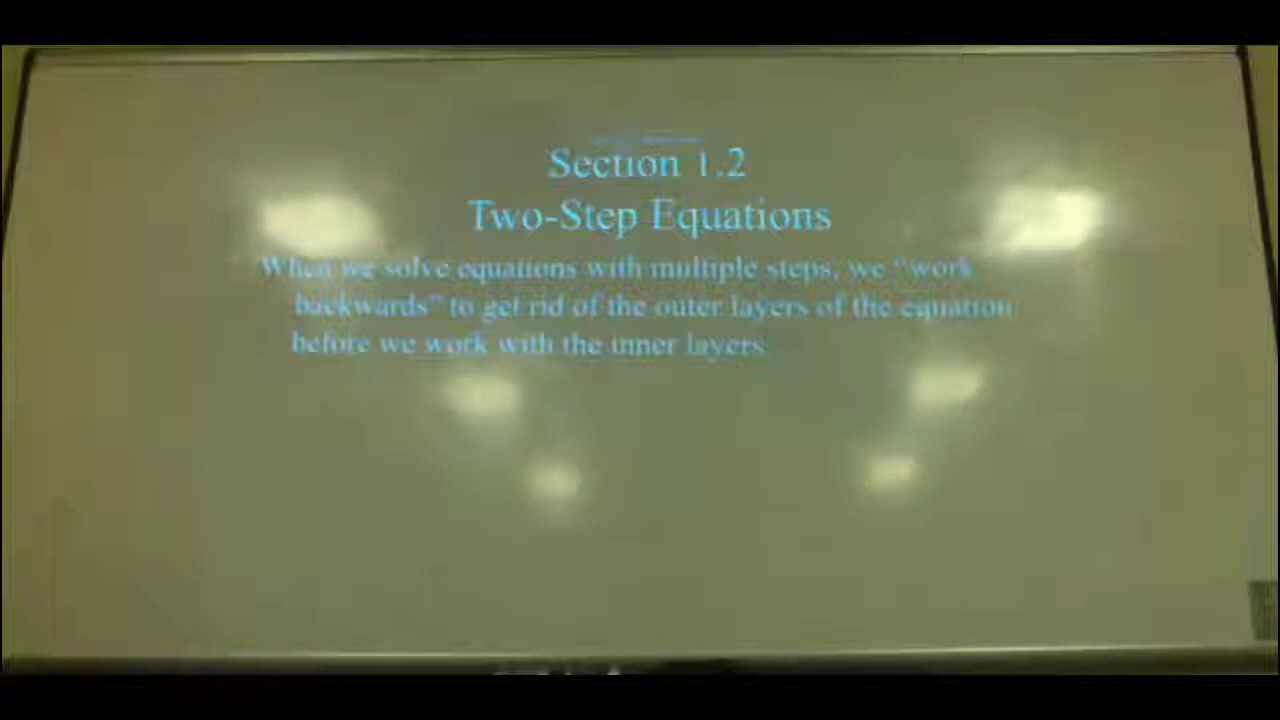 Section 1.2
Two-Step Equations
When we solve equations with multiple steps, we “work
backwards” to get rid of the outer layers of the equation
before we work with the inner layers.